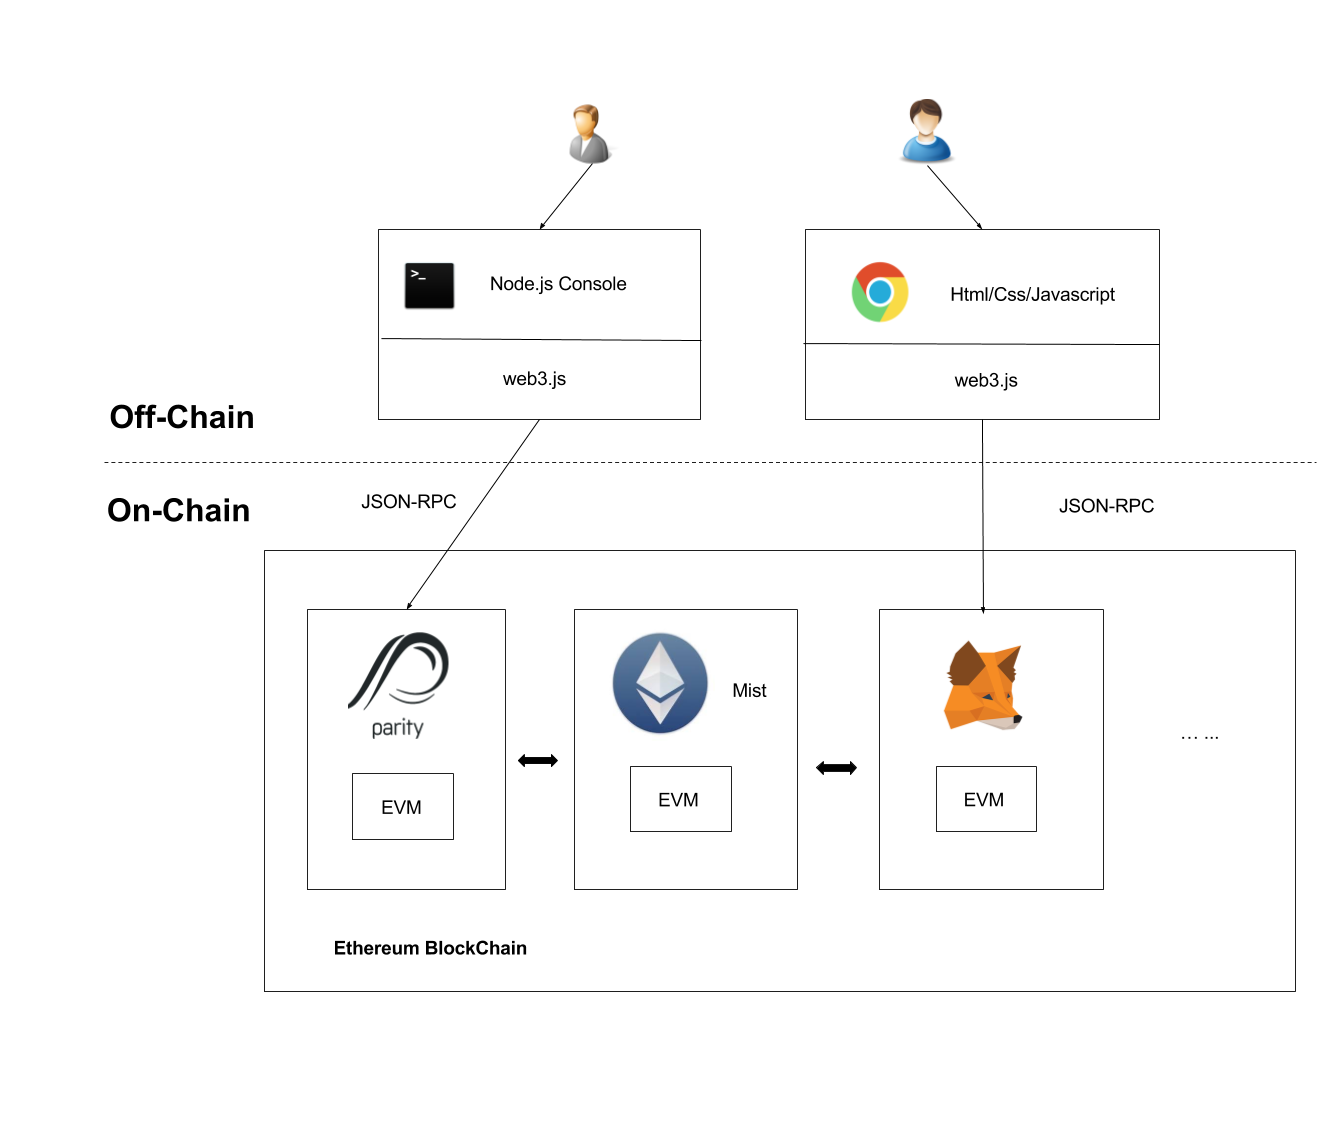 >_
Node.js Console
Html/Css/Javascript
web3.js
web3.js
Off-Chain
On-Chain
JSON-RPC
JSON-RPC
parity
Mist
... ...
EVM
EVM
EVM
Ethereum BlockChain